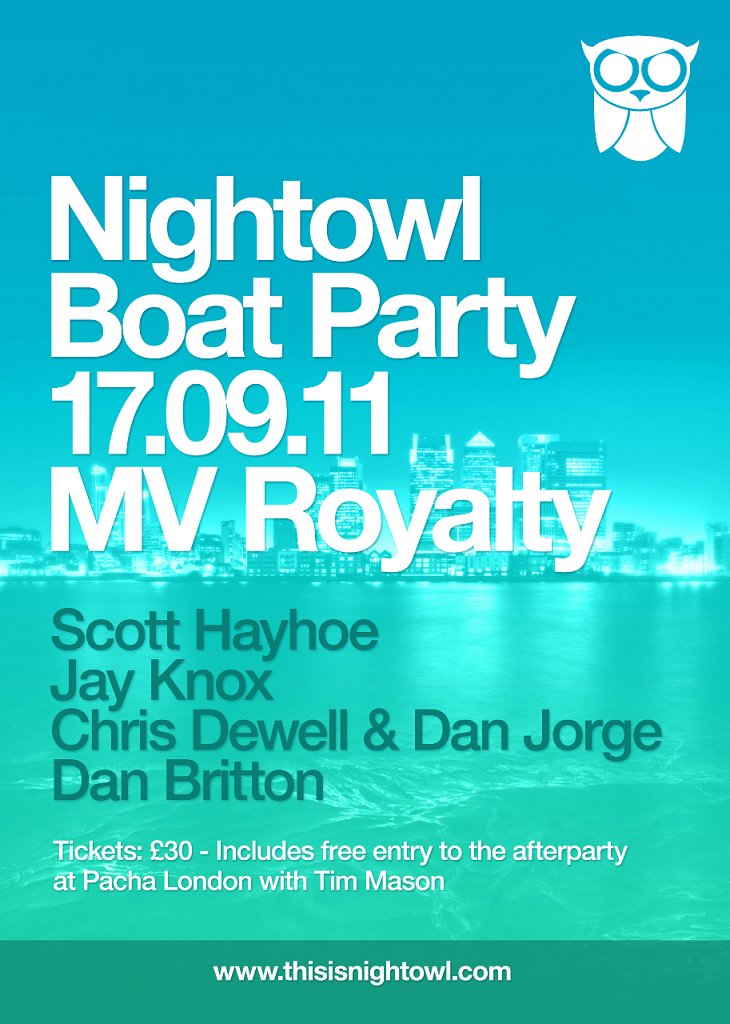 Nightowl
Boat Party
17.09.11
MV Royalty
Scott Hayhoe
Jay Knox
Chris Dewell & Dan Jorge
Dan Britton
Tickets: £30 - Includes free entry to the afterparty
at Pacha London with Tim Mason
www.thisisnightowl.com